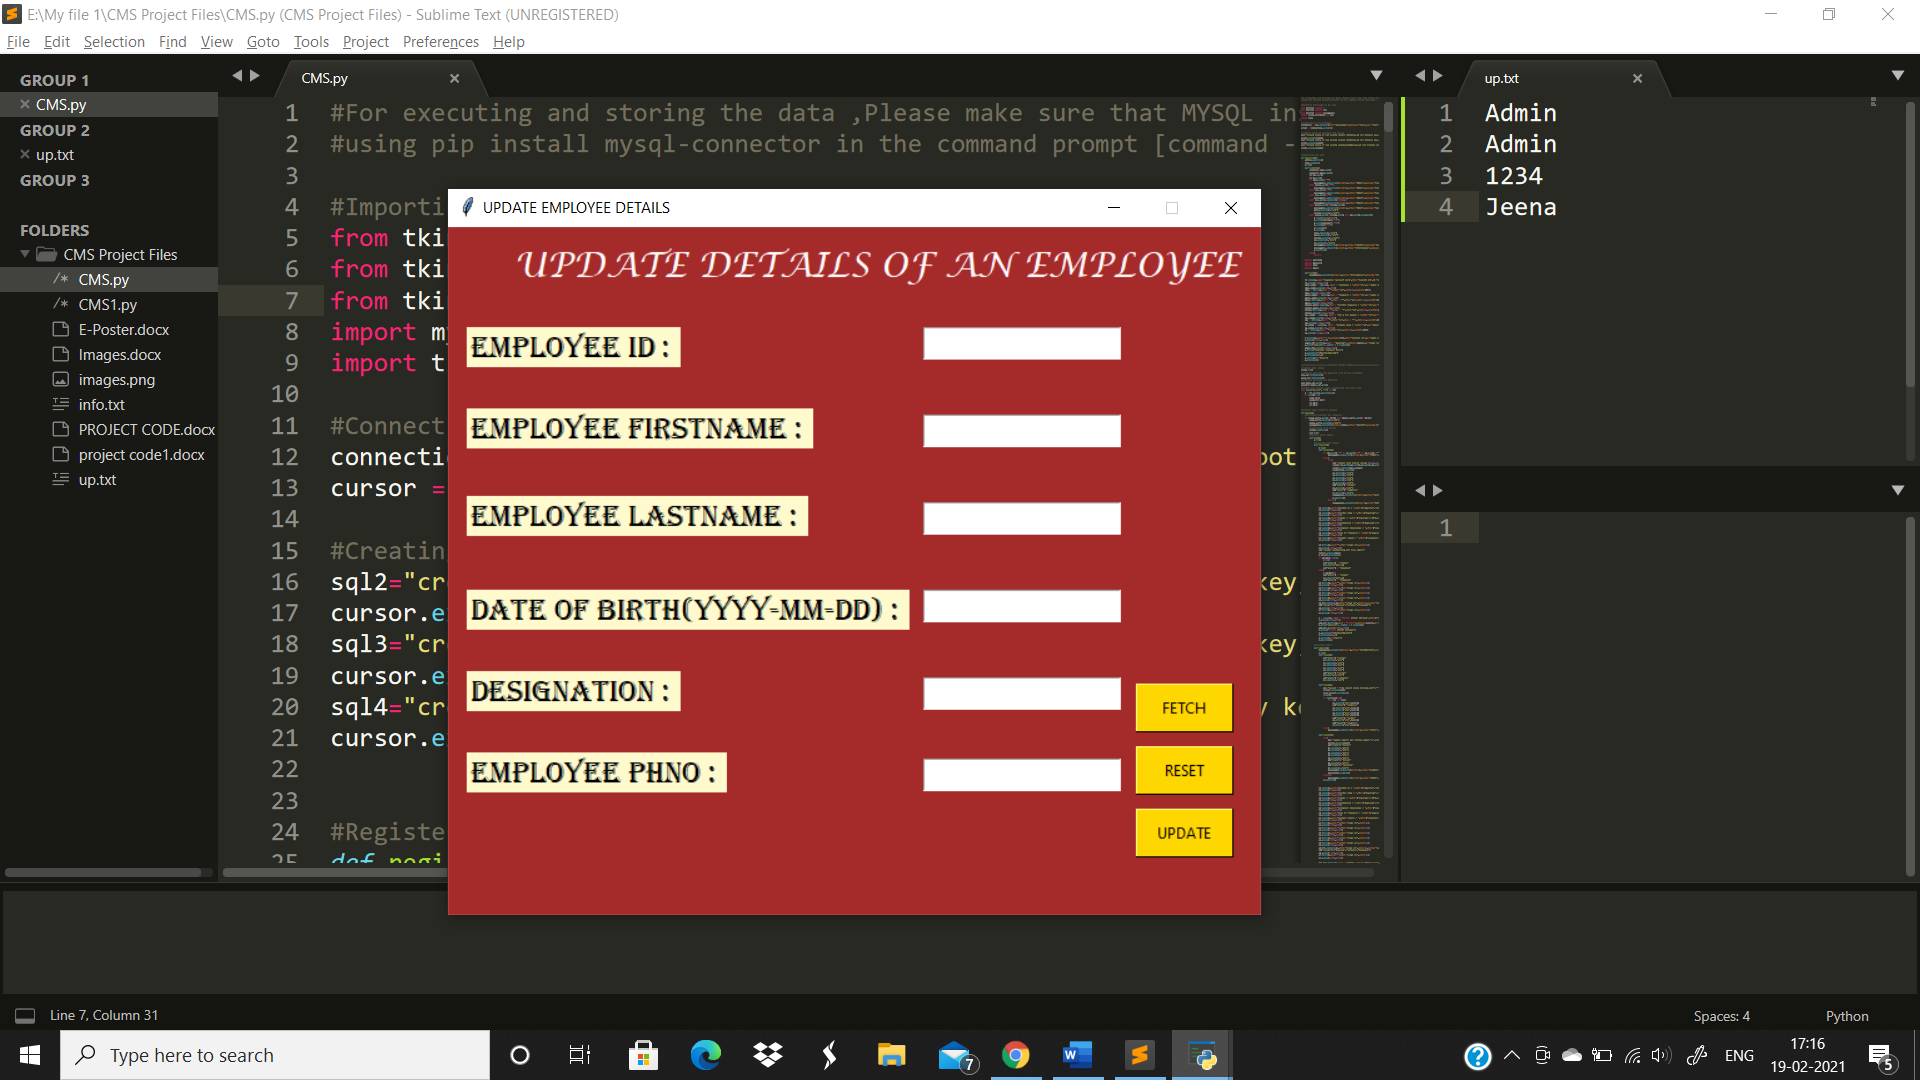 E:\My file 1\CMS Project Files\CMS.py (CMS Project Files) - Sublime Text (UNREGISTERED)
File Edit Selection Find View Goto Tools Project Preferences Help
GROUP 1
CMS.py
GROUP 2
up.txt
GROUP 3
FOLDERS
CMS Project Files
CMS.py
CMS1.py
E-Poster.docx
Images.docx
images.png
info.txt
PROJECT CODE.docx
project code1.docx
up.txt
CMS.py
1 #For executing and storing the data ,Please make sure that MYSQL in
2 #using pip install mysql-connector in the command prompt [command -
3
4 #Importi
5 from tki
6 from tki
7 from tki
8 import my
9 import t
10
11 #Connect
12 connectio oot
13 cursor =
14
15 #Creatin
16 sql2="cr key
17 cursor.e
18 sql3="cr key
19 cursor.e
20 sql4="cr y k
21 cursor.e
22
23
24 #Registe
25 def regi
UPDATE EMPLOYEE DETAILS
UPDATE DETAILS OF AN EMPLOYEE
EMPLOYEE ID :
EMPLOYEE FIRSTNAME :
EMPLOYEE LASTNAME :
DATE OF BIRTH(YYYY-MM-DD) :
DESIGNATION :
EMPLOYEE PHNO :
FETCH
RESET
UPDATE
up.txt
1 Admin
2 Admin
3 1234
4 Jeena
1
Line 7, Column 31
Spaces: 4
Python
Type here to search
7
ENG
17:16
19-02-2021
5